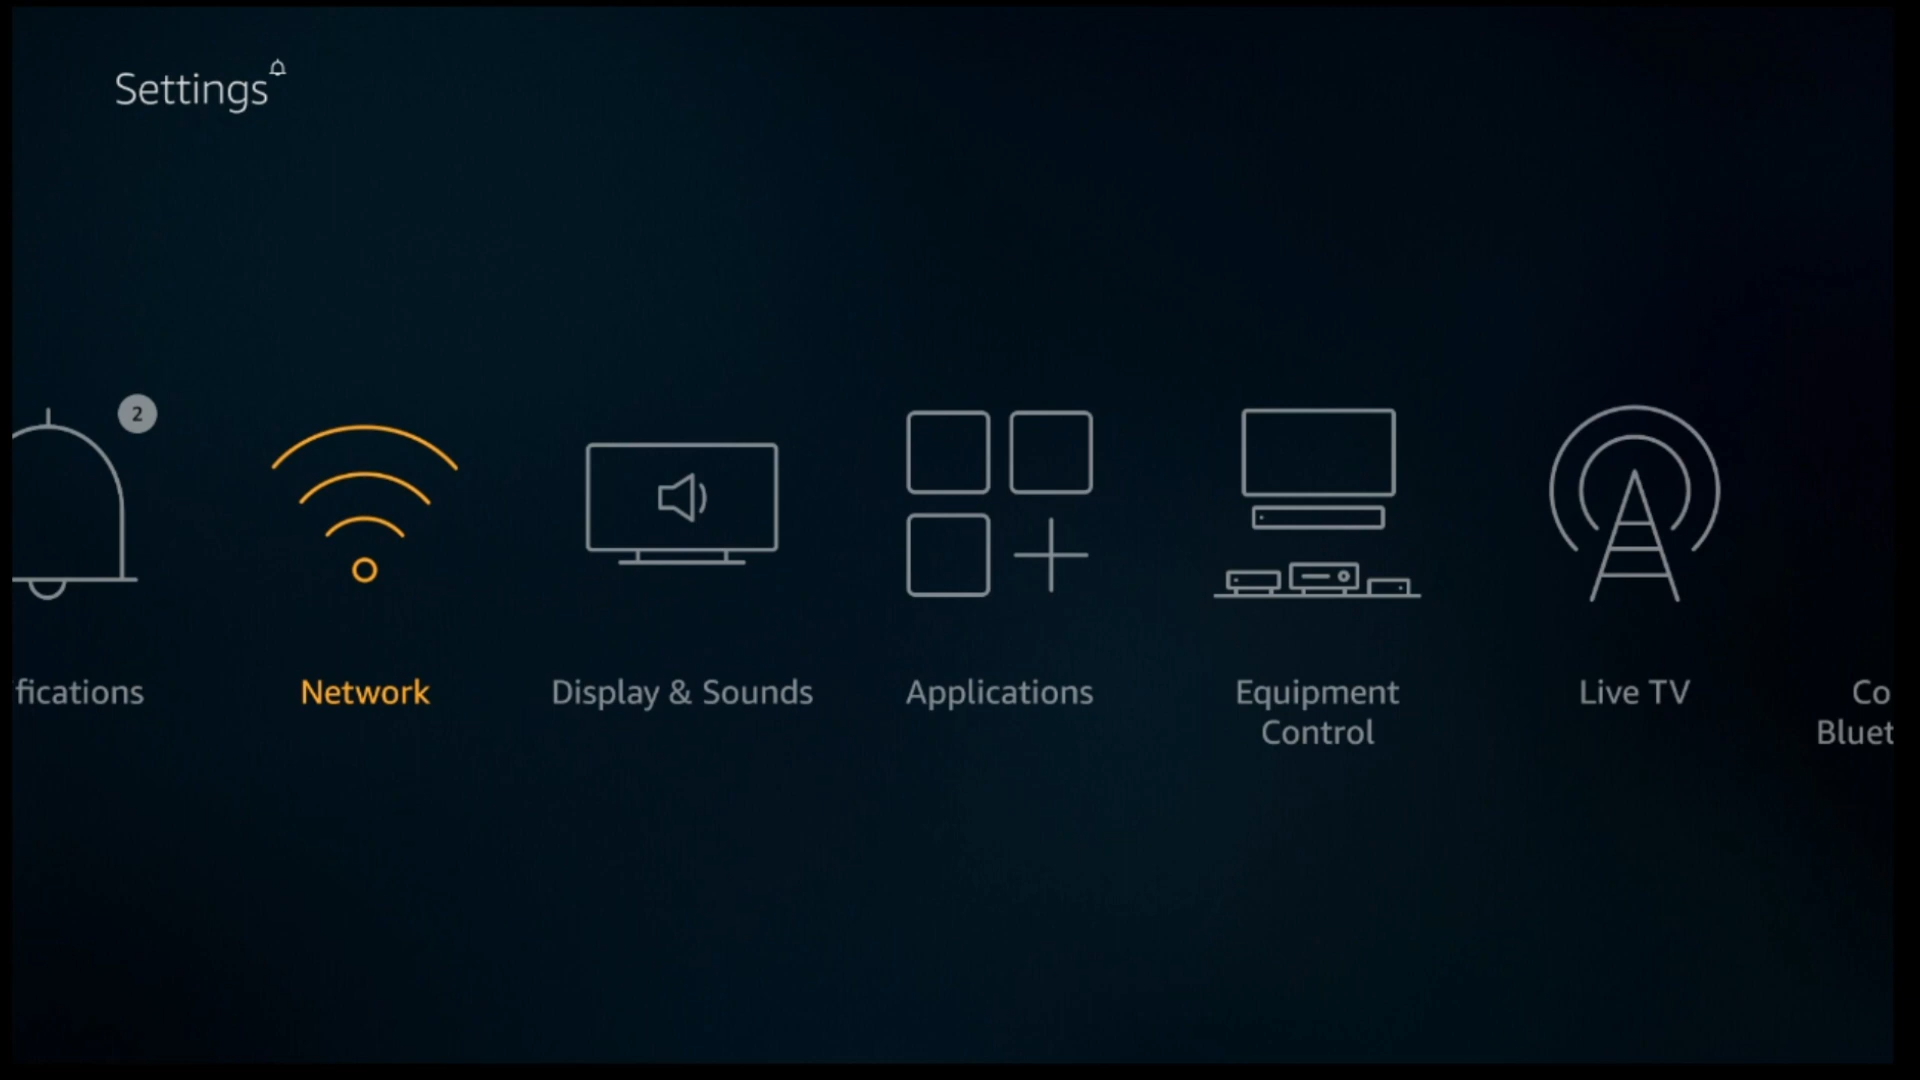 Settings
2
fications
Network
Display & Sounds
Applications
Equipment
Control
Live TV
Co
Bluet